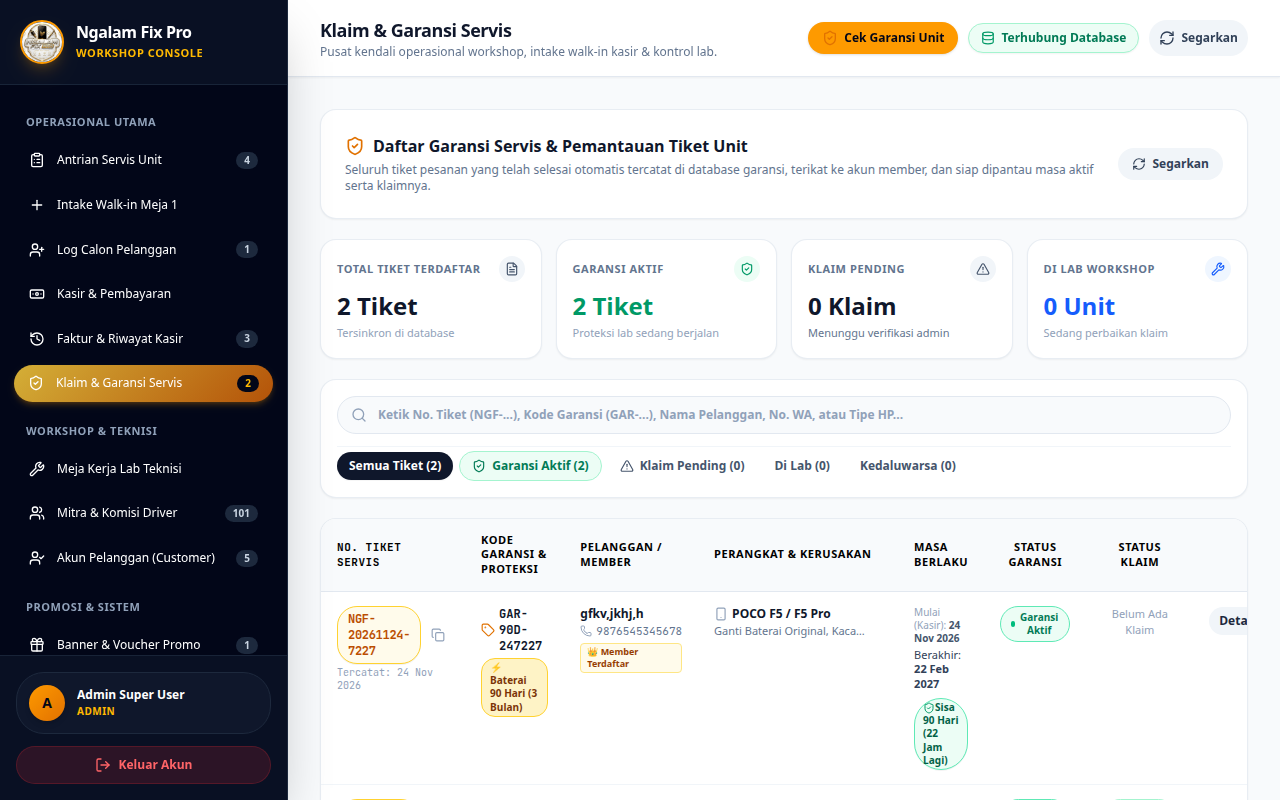 Ngalam Fix Pro
WORKSHOP CONSOLE
OPERASIONAL UTAMA
Antrian Servis Unit 4
Intake Walk-in Meja 1
Log Calon Pelanggan 1
Kasir & Pembayaran
Faktur & Riwayat Kasir 3
Klaim & Garansi Servis 2
WORKSHOP & TEKNISI
Meja Kerja Lab Teknisi
Mitra & Komisi Driver 101
Akun Pelanggan (Customer) 5
PROMOSI & SISTEM
Banner & Voucher Promo 1
A
Admin Super User
ADMIN
Keluar Akun
Klaim & Garansi Servis
Pusat kendali operasional workshop, intake walk-in kasir & kontrol lab.
Cek Garansi Unit
Terhubung Database
Segarkan
Daftar Garansi Servis & Pemantauan Tiket Unit
Seluruh tiket pesanan yang telah selesai otomatis tercatat di database garansi, terikat ke akun member, dan siap dipantau masa aktif
serta klaimnya.
Segarkan
TOTAL TIKET TERDAFTAR
2 Tiket
Tersinkron di database
GARANSI AKTIF
2 Tiket
Proteksi lab sedang berjalan
KLAIM PENDING
0 Klaim
Menunggu verifikasi admin
DI LAB WORKSHOP
0 Unit
Sedang perbaikan klaim
Ketik No. Tiket (NGF-...), Kode Garansi (GAR-...), Nama Pelanggan, No. WA, atau Tipe HP...
Semua Tiket (2)
Garansi Aktif (2)
Klaim Pending (0)
Di Lab (0)
Kedaluwarsa (0)
NO. TIKET
SERVIS
KODE
GARANSI &
PROTEKSI
PELANGGAN /
MEMBER
PERANGKAT & KERUSAKAN
MASA
BERLAKU
STATUS
GARANSI
STATUS
KLAIM
NGF-
20261124-
7227
Tercatat: 24 Nov
2026
GAR-
90D-
247227
⚡
Baterai
90 Hari (3
Bulan)
gfkv,jkhj,h
9876545345678
👑 Member
Terdaftar
POCO F5 / F5 Pro
Ganti Baterai Original, Kaca...
Mulai
(Kasir): 24
Nov 2026
Berakhir:
22 Feb
2027
Sisa
90 Hari
(22
Jam
Lagi)
Garansi
Aktif
Belum Ada
Klaim
Deta